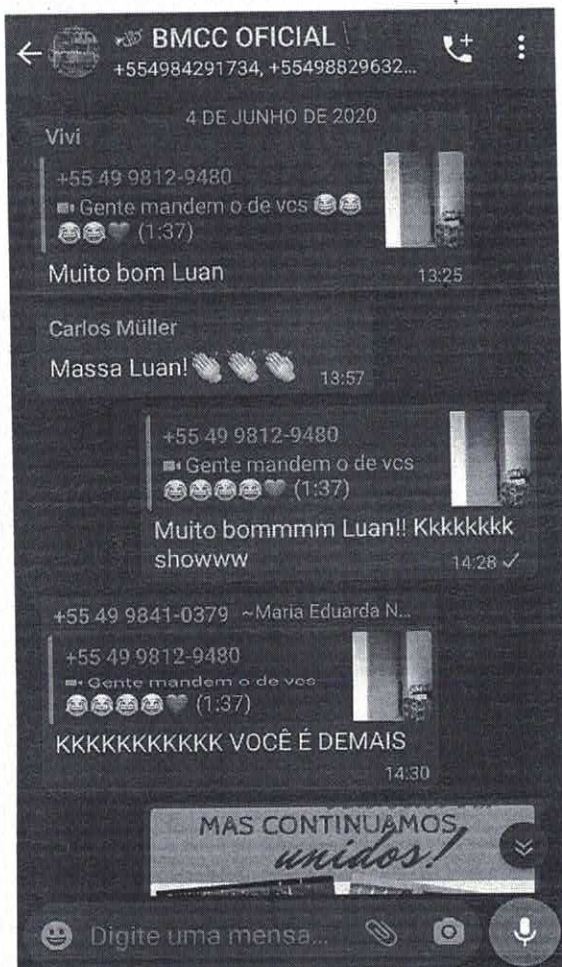 BMCC OFICIAL
+554984291734, +55498829632...
4 DE JUNHO DE 2020
Vivi
+55 49 9812-9480
Gente mandem o de vcs 😂😂
😂😂❤ (1:37)
Muito bom Luan
13:25
Carlos Müller
Massa Luan!👏👏👏
13:57
+55 49 9812-9480
Gente mandem o de vcs
😂😂😂😂❤ (1:37)
Muito bommmm Luan!! Kkkkkkkk
showww
14:28
+55 49 9841-0379 ~Maria Eduarda N...
+55 49 9812-9480
Gente mandem o de vcs
😂😂😂😂❤ (1:37)
KKKKKKKKKKK VOCÊ É DEMAIS
14:30
MAS CONTINUAMOS
unidos!
Digite uma mensa...